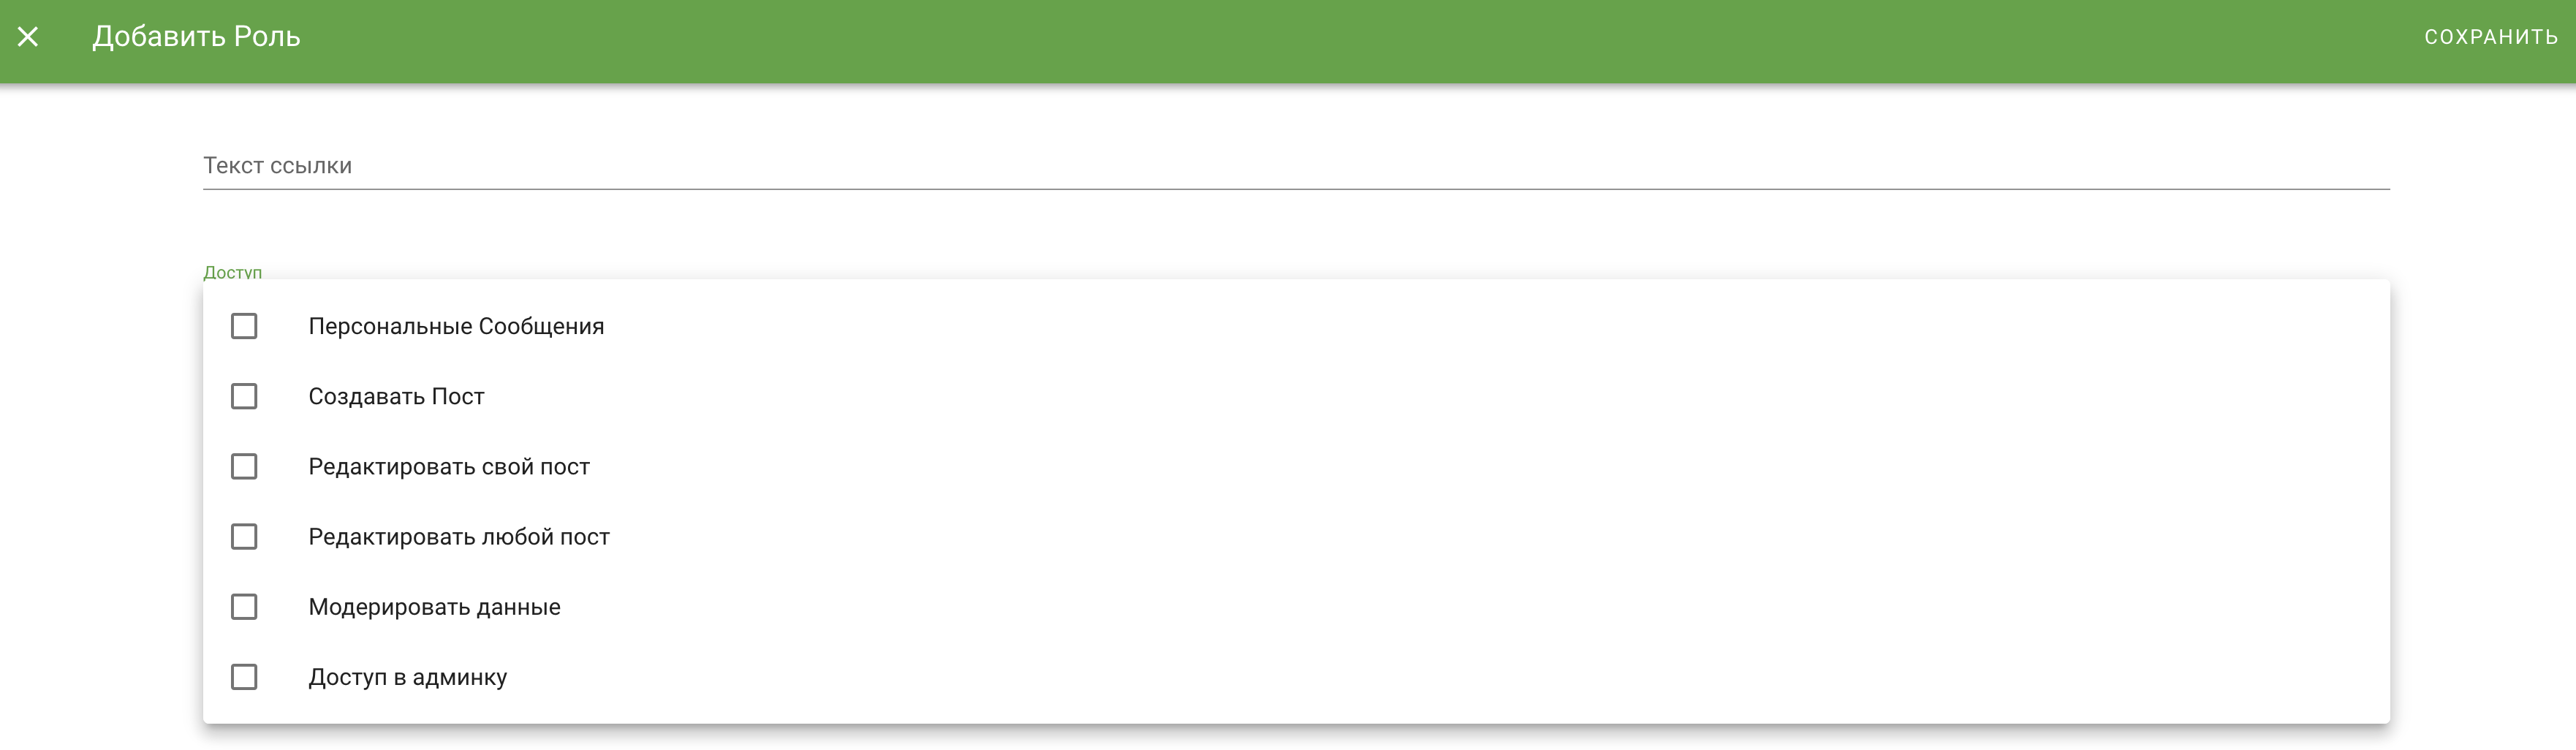 Добавить Роль
СОХРАНИТЬ
Текст ссылки
Доступ
Персональные Сообщения
Создавать Пост
Редактировать свой пост
Редактировать любой пост
Модерировать данные
Доступ в админку